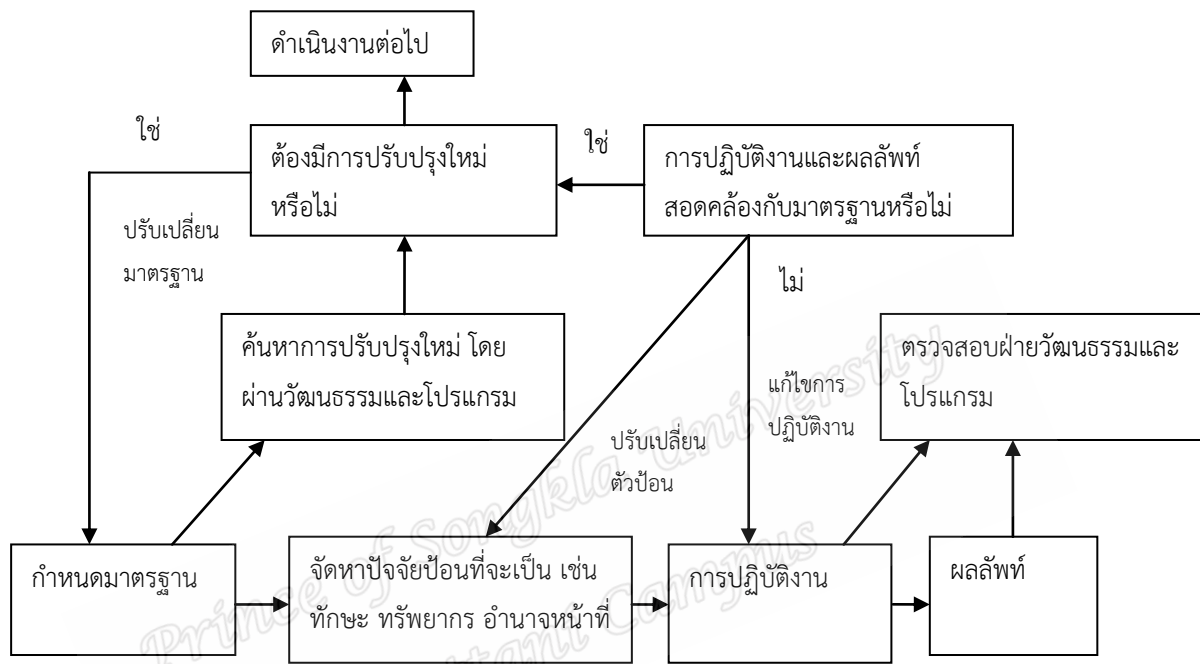 ดำเนินงานต่อไป
ใช่
ต้องมีการปรับปรุงใหม่
หรือไม่
ใช่
การปฏิบัติงานและผลลัพท์
สอดคล้องกับมาตรฐานหรือไม่
ปรับเปลี่ยน
มาตรฐาน
ไม่
ค้นหาการปรับปรุงใหม่ โดย
ผ่านวัฒนธรรมและโปรแกรม
แก้ไขการ
ปฏิบัติงาน
ตรวจสอบฝ่ายวัฒนธรรมและ
โปรแกรม
ปรับเปลี่ยน
ตัวป้อน
กำหนดมาตรฐาน
จัดหาปัจจัยป้อนที่จะเป็น เช่น
ทักษะ ทรัพยากร อำนาจหน้าที่
การปฏิบัติงาน
ผลลัพท์
Prince of Songkla University
Pattani Campus